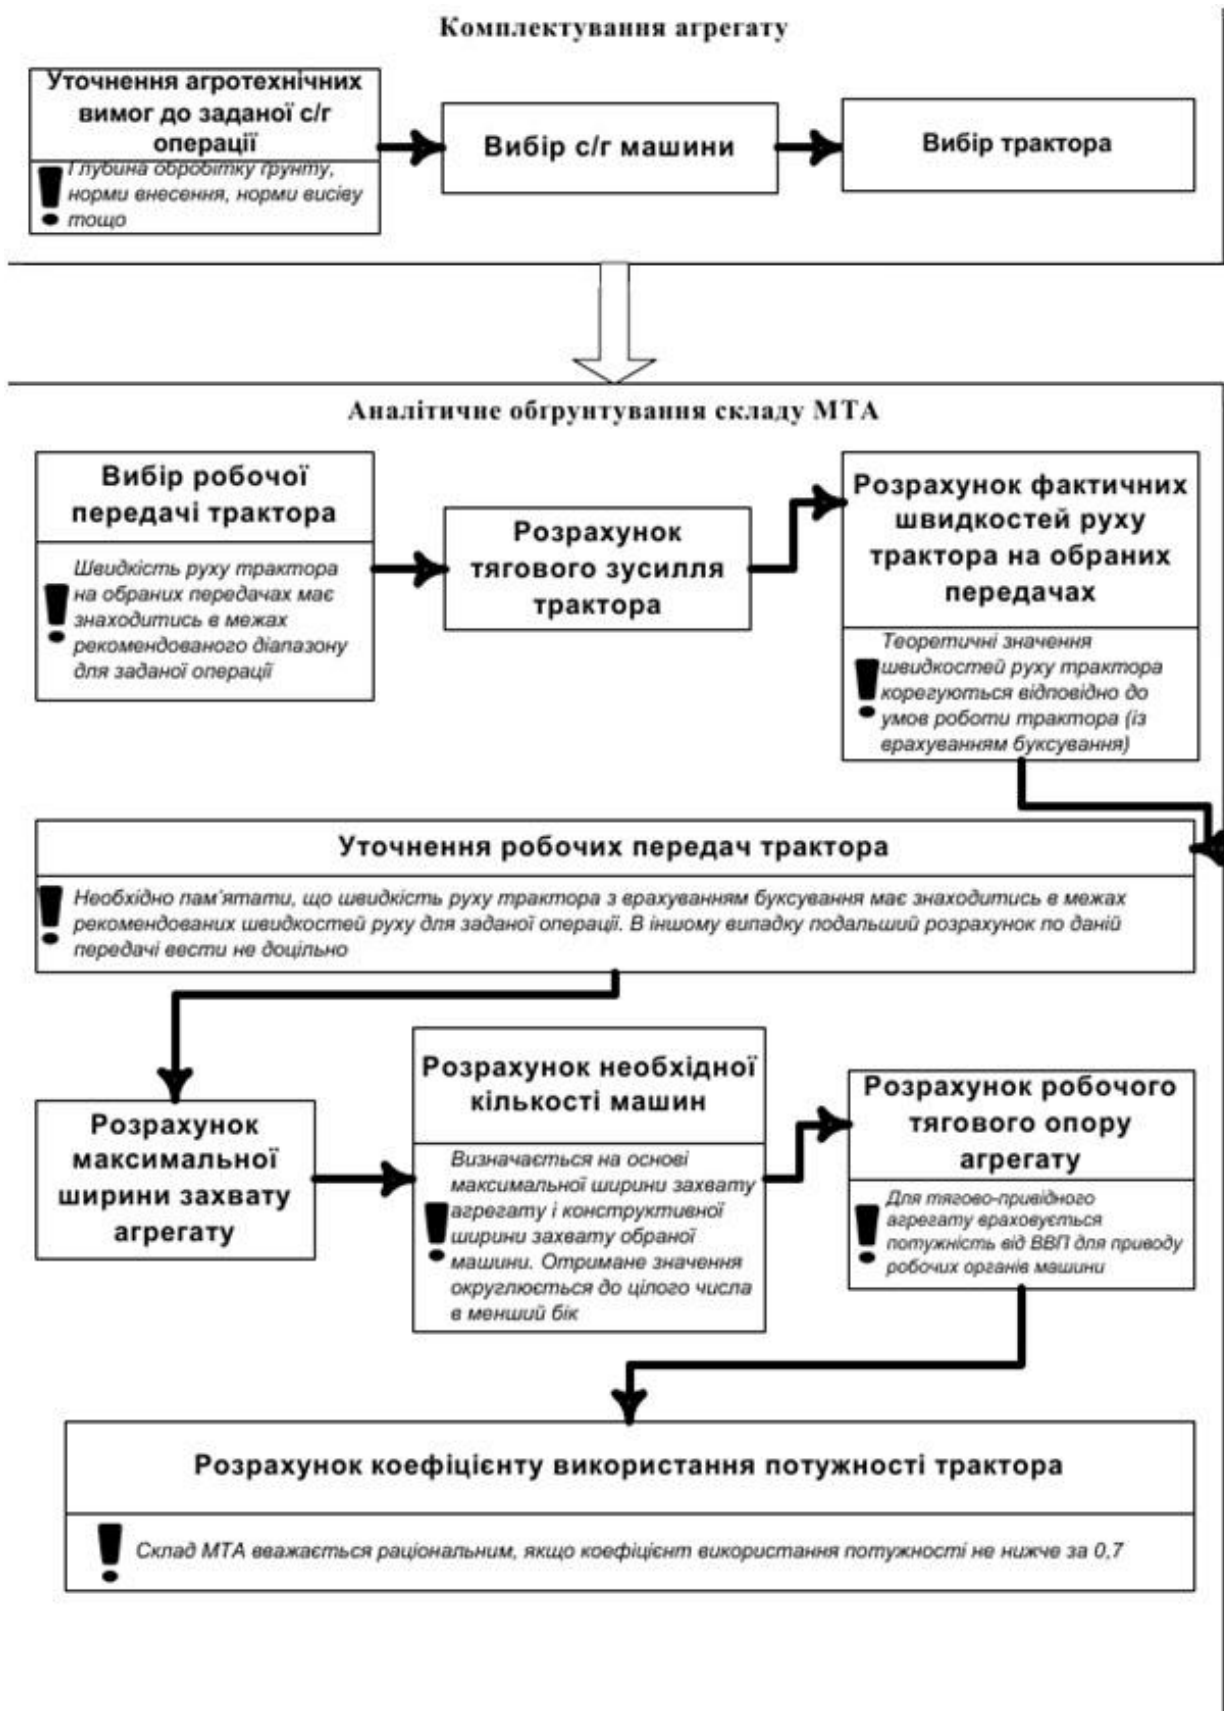 Комплектування агрегату
Уточнення агротехнічних
вимог до заданої с/г
операції
Глубина обробітку ґрунту,
норми внесення, норми висіву
тощо
Вибір с/г машини
Вибір трактора
Аналітичне обґрунтування складу МТА
Вибір робочої
передачі трактора
Швидкість руху трактора
на обраних передачах має
знаходитись в межах
рекомендованого діапазону
для заданої операції
Розрахунок
тягового зусилля
трактора
Розрахунок фактичних
швидкостей руху
трактора на обраних
передачах
Теоретичні значення
швидкостей руху трактора
корегуються відповідно до
умов роботи трактора (із
врахуванням буксування)
Уточнення робочих передач трактора
Необхідно пам'ятати, що швидкість руху трактора з врахуванням буксування має знаходитись в межах
рекомендованих швидкостей руху для заданої операції. В іншому випадку подальший розрахунок по даній
передачі вести не доцільно
Розрахунок
максимальної
ширини захвату
агрегату
Розрахунок необхідної
кількості машин
Визначається на основі
максимальної ширини захвату
агрегату і конструктивної
ширини захвату обраної
машини. Отримане значення
округлюється до цілого числа
в менший бік
Розрахунок робочого
тягового опору
агрегату
Для тягово-привідного
агрегату враховується
потужність від ВВП для приводу
робочих органів машини
Розрахунок коефіцієнту використання потужності трактора
Склад МТА вважається раціональним, якщо коефіцієнт використання потужності не нижче за 0,7